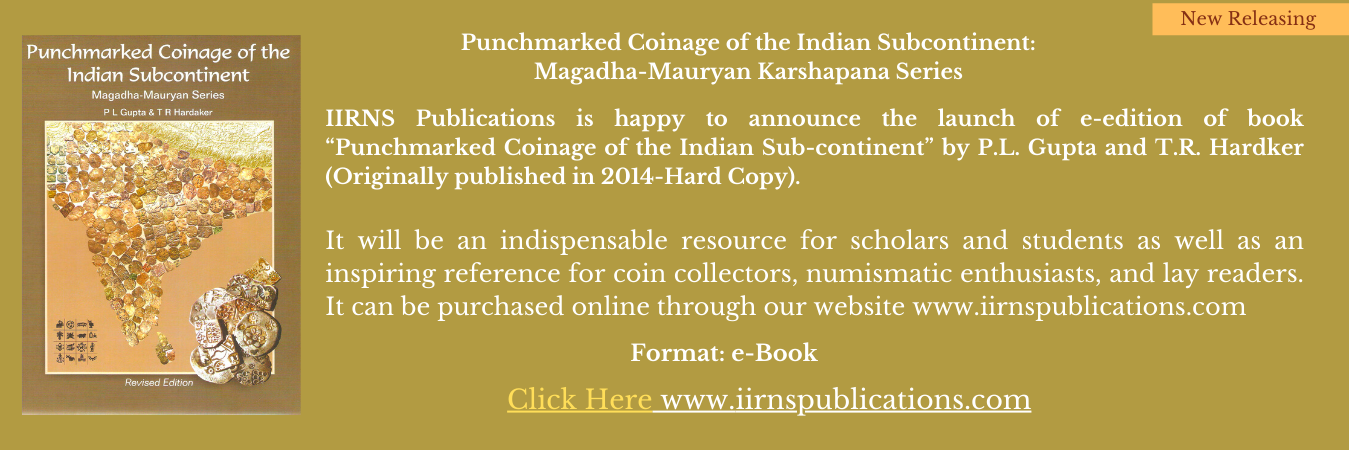 New Releasing
Punchmarked Coinage of the
Indian Subcontinent
Magadha-Mauryan Series
P L Gupta & T R Hardaker
Revised Edition
Punchmarked Coinage of the Indian Subcontinent:
Magadha-Mauryan Karshapana Series
IIRNS Publications is happy to announce the launch of e-edition of book
“Punchmarked Coinage of the Indian Sub-continent” by P.L. Gupta and T.R. Hardker
(Originally published in 2014-Hard Copy).
It will be an indispensable resource for scholars and students as well as an
inspiring reference for coin collectors, numismatic enthusiasts, and lay readers.
It can be purchased online through our website www.iirnspublications.com
Format: e-Book
Click Here www.iirnspublications.com